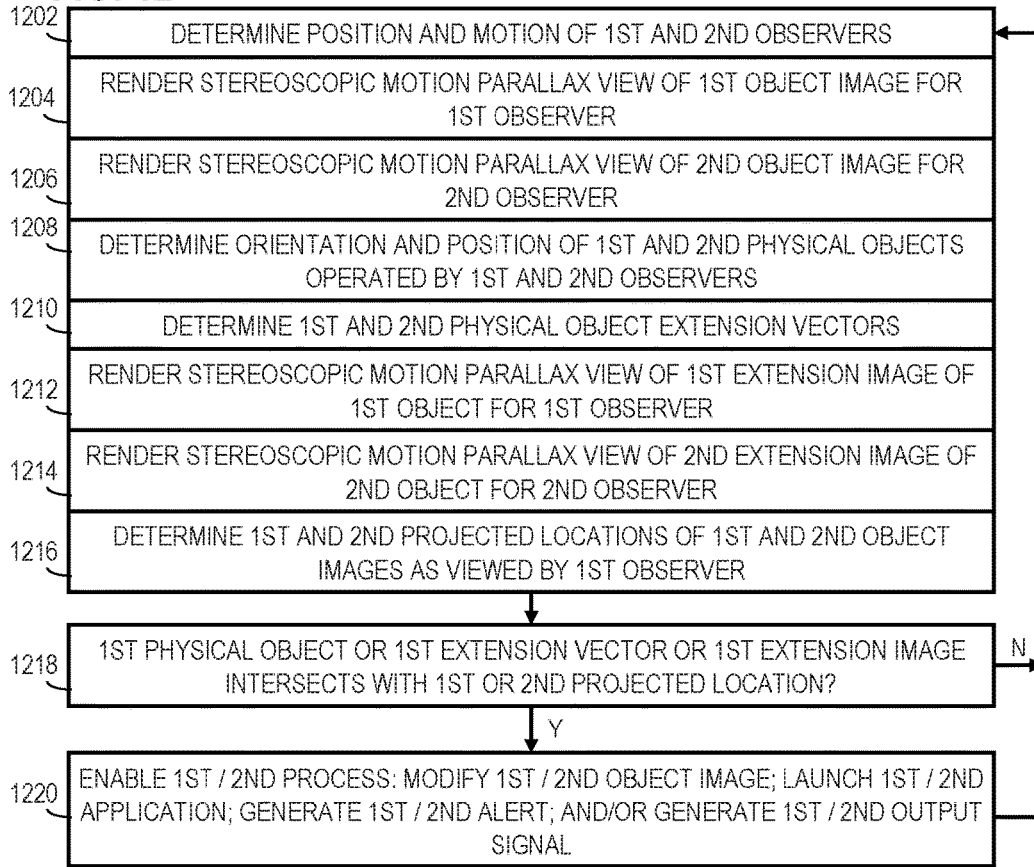 1202
DETERMINE POSITION AND MOTION OF 1ST AND 2ND OBSERVERS
1204
RENDER STEREOSCOPIC MOTION PARALLAX VIEW OF 1ST OBJECT IMAGE FOR
1ST OBSERVER
1206
RENDER STEREOSCOPIC MOTION PARALLAX VIEW OF 2ND OBJECT IMAGE FOR
2ND OBSERVER
1208
DETERMINE ORIENTATION AND POSITION OF 1ST AND 2ND PHYSICAL OBJECTS
OPERATED BY 1ST AND 2ND OBSERVERS
1210
DETERMINE 1ST AND 2ND PHYSICAL OBJECT EXTENSION VECTORS
1212
RENDER STEREOSCOPIC MOTION PARALLAX VIEW OF 1ST EXTENSION IMAGE OF
1ST OBJECT FOR 1ST OBSERVER
1214
RENDER STEREOSCOPIC MOTION PARALLAX VIEW OF 2ND EXTENSION IMAGE OF
2ND OBJECT FOR 2ND OBSERVER
1216
DETERMINE 1ST AND 2ND PROJECTED LOCATIONS OF 1ST AND 2ND OBJECT
IMAGES AS VIEWED BY 1ST OBSERVER
1218
1ST PHYSICAL OBJECT OR 1ST EXTENSION VECTOR OR 1ST EXTENSION IMAGE
INTERSECTS WITH 1ST OR 2ND PROJECTED LOCATION?
N
Y
1220
ENABLE 1ST / 2ND PROCESS: MODIFY 1ST / 2ND OBJECT IMAGE; LAUNCH 1ST / 2ND
APPLICATION; GENERATE 1ST / 2ND ALERT; AND/OR GENERATE 1ST / 2ND OUTPUT
SIGNAL